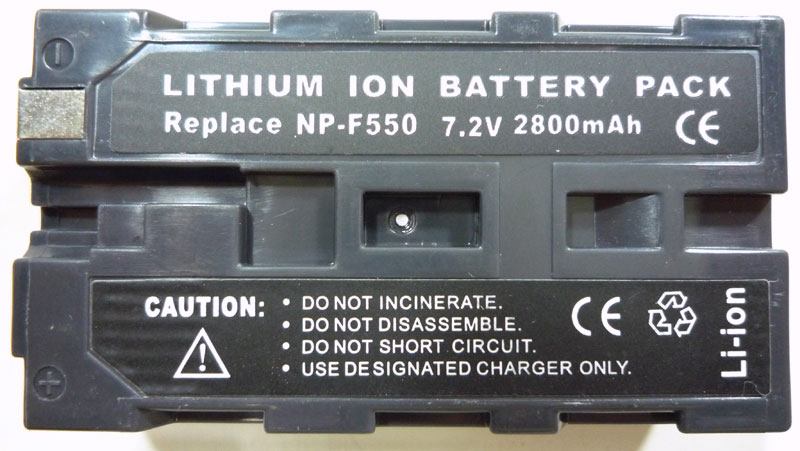 LITHIUM ION BATTERY PACK
Replace NP-F550 7.2V 2800mAh CE
CAUTION:
• DO NOT INCINERATE.
• DO NOT DISASSEMBLE.
• DO NOT SHORT CIRCUIT.
• USE DESIGNATED CHARGER ONLY.
CE
Li-ion